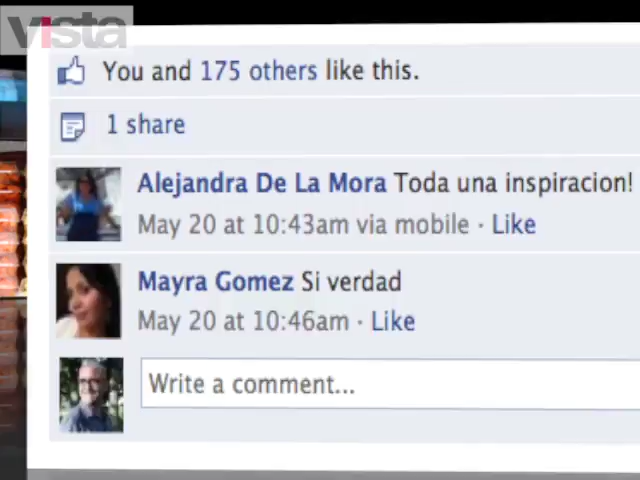 vista
You and 175 others like this.
1 share
Alejandra De La Mora Toda una inspiracion!
May 20 at 10:43am via mobile · Like
Mayra Gomez Si verdad
May 20 at 10:46am · Like
Write a comment...